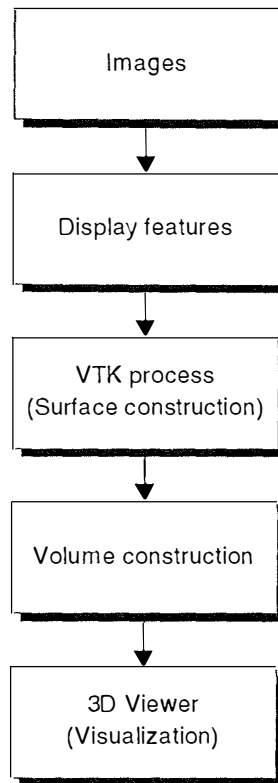 Images
Display features
VTK process
(Surface construction)
Volume construction
3D Viewer
(Visualization)